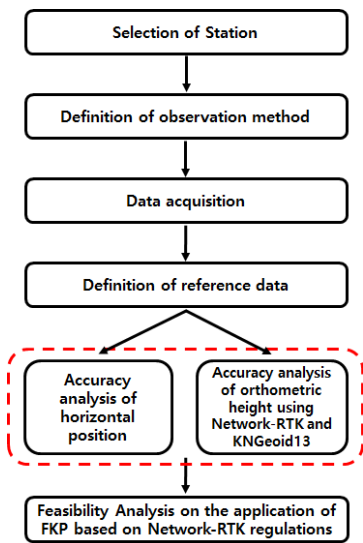 Selection of Station
Definition of observation method
Data acquisition
Definition of reference data
Accuracy
analysis of
horizontal
position
Accuracy analysis
of orthometric
height using
Network-RTK and
KNGeoid13
Feasibility Analysis on the application of
FKP based on Network-RTK regulations